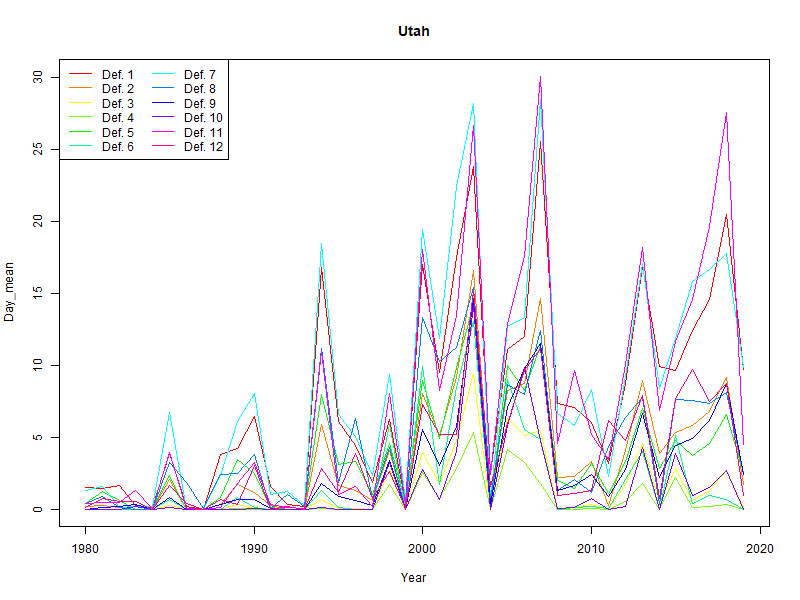 Utah
Def. 1 Def. 7
Def. 2 Def. 8
Def. 3 Def. 9
Def. 4 Def. 10
Def. 5 Def. 11
Def. 6 Def. 12
Day_mean
30
25
20
15
10
5
0
1980 1990 2000 2010 2020
Year